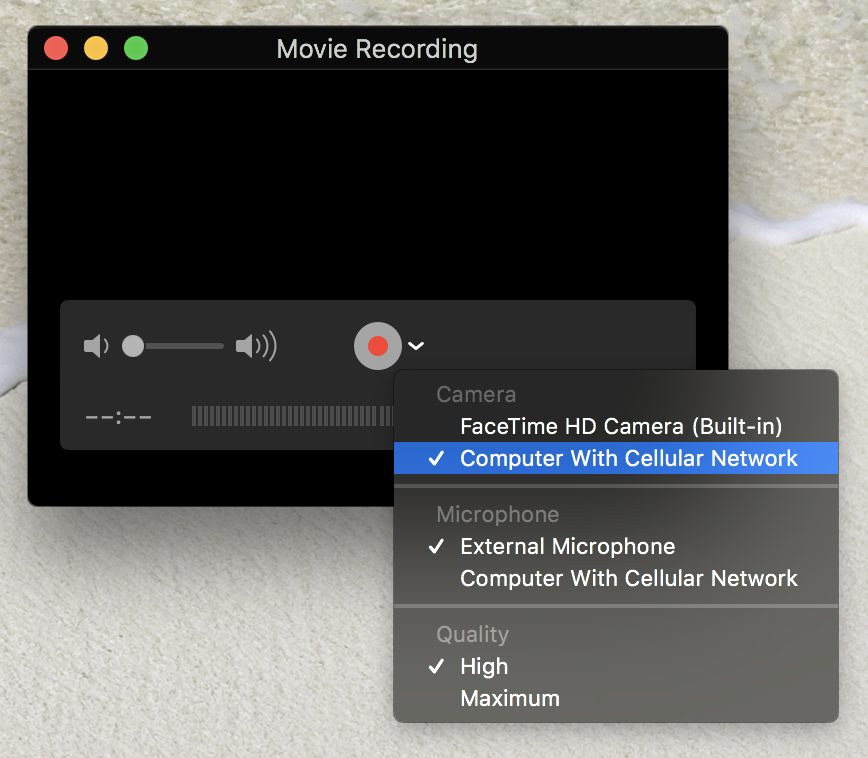 Movie Recording
--:--
Camera
FaceTime HD Camera (Built-in)
✓ Computer With Cellular Network
Microphone
✓ External Microphone
Computer With Cellular Network
Quality
✓ High
Maximum